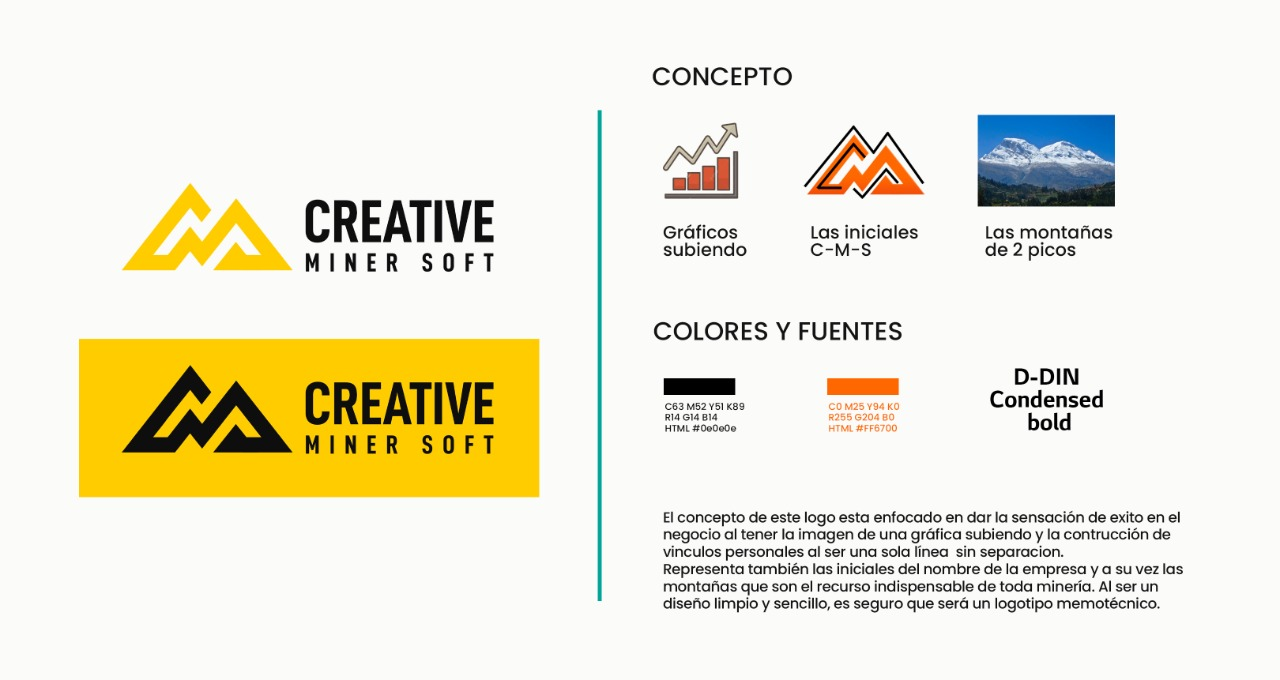 CREATIVE
MINER SOFT
CREATIVE
MINER SOFT
CONCEPTO
Gráficos
subiendo
Las iniciales
C-M-S
Las montañas
de 2 picos
COLORES Y FUENTES
C63 M52 Y51 K89
R14 G14 B14
HTML #0e0e0e
C0 M25 Y94 K0
R255 G204 B0
HTML #FF6700
D-DIN
Condensed
bold
El concepto de este logo esta enfocado en dar la sensación de exito en el
negocio al tener la imagen de una gráfica subiendo y la contrucción de
vinculos personales al ser una sola línea  sin separacion.
Representa también las iniciales del nombre de la empresa y a su vez las
montañas que son el recurso indispensable de toda minería. Al ser un
diseño limpio y sencillo, es seguro que será un logotipo memotécnico.